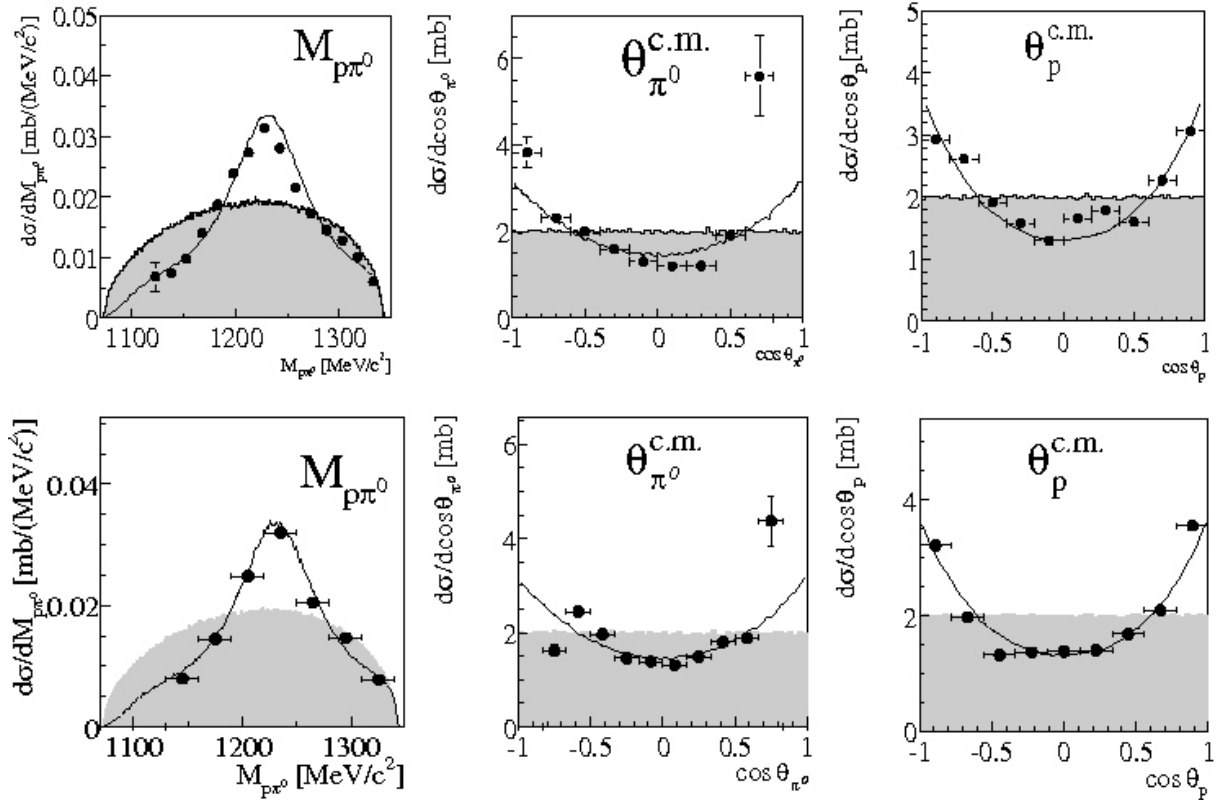 dσ/dM_pπ⁰ [mb/(MeV/c²)]
0.05
0.04
0.03
0.02
0.01
0
M_pπ⁰
1100 1200 1300
M_pπ⁰ [MeV/c²]
dσ/dcosθ_π⁰ [mb]
6
4
2
0
θ_π⁰^c.m.
-1 -0.5 0 0.5 1
cosθ_π⁰
dσ/dcosθ_p[mb]
5
4
3
2
1
0
θ_p^c.m.
-1 -0.5 0 0.5 1
cosθ_p
dσ/dM_pπ⁰ [mb/(MeV/c²)]
0.04
0.02
0
M_pπ⁰
1100 1200 1300
M_pπ⁰ [MeV/c²]
dσ/dcosθ_π⁰ [mb]
6
4
2
0
θ_π⁰^c.m.
-1 -0.5 0 0.5 1
cosθ_π⁰
dσ/dcosθ_p [mb]
4
2
0
θ_p^c.m.
-1 -0.5 0 0.5 1
cosθ_p